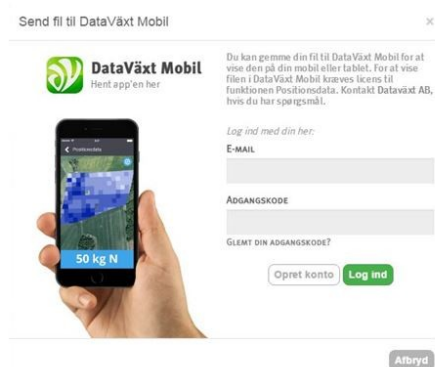 Send fil til DataVäxt Mobil
×
DataVäxt Mobil
Hent app'en her
Positionsdata
50 kg N
Du kan gemme din fil til DataVäxt Mobil for at
vise den på din mobil eller tablet. For at vise
filen i DataVäxt Mobil kræves licens til
funktionen Positionsdata. Kontakt Dataväxt AB,
hvis du har spørgsmål.
Log ind med din her:
E-MAIL
ADGANGSKODE
GLEMT DIN ADGANGSKODE?
Opret konto
Log ind
Afbryd